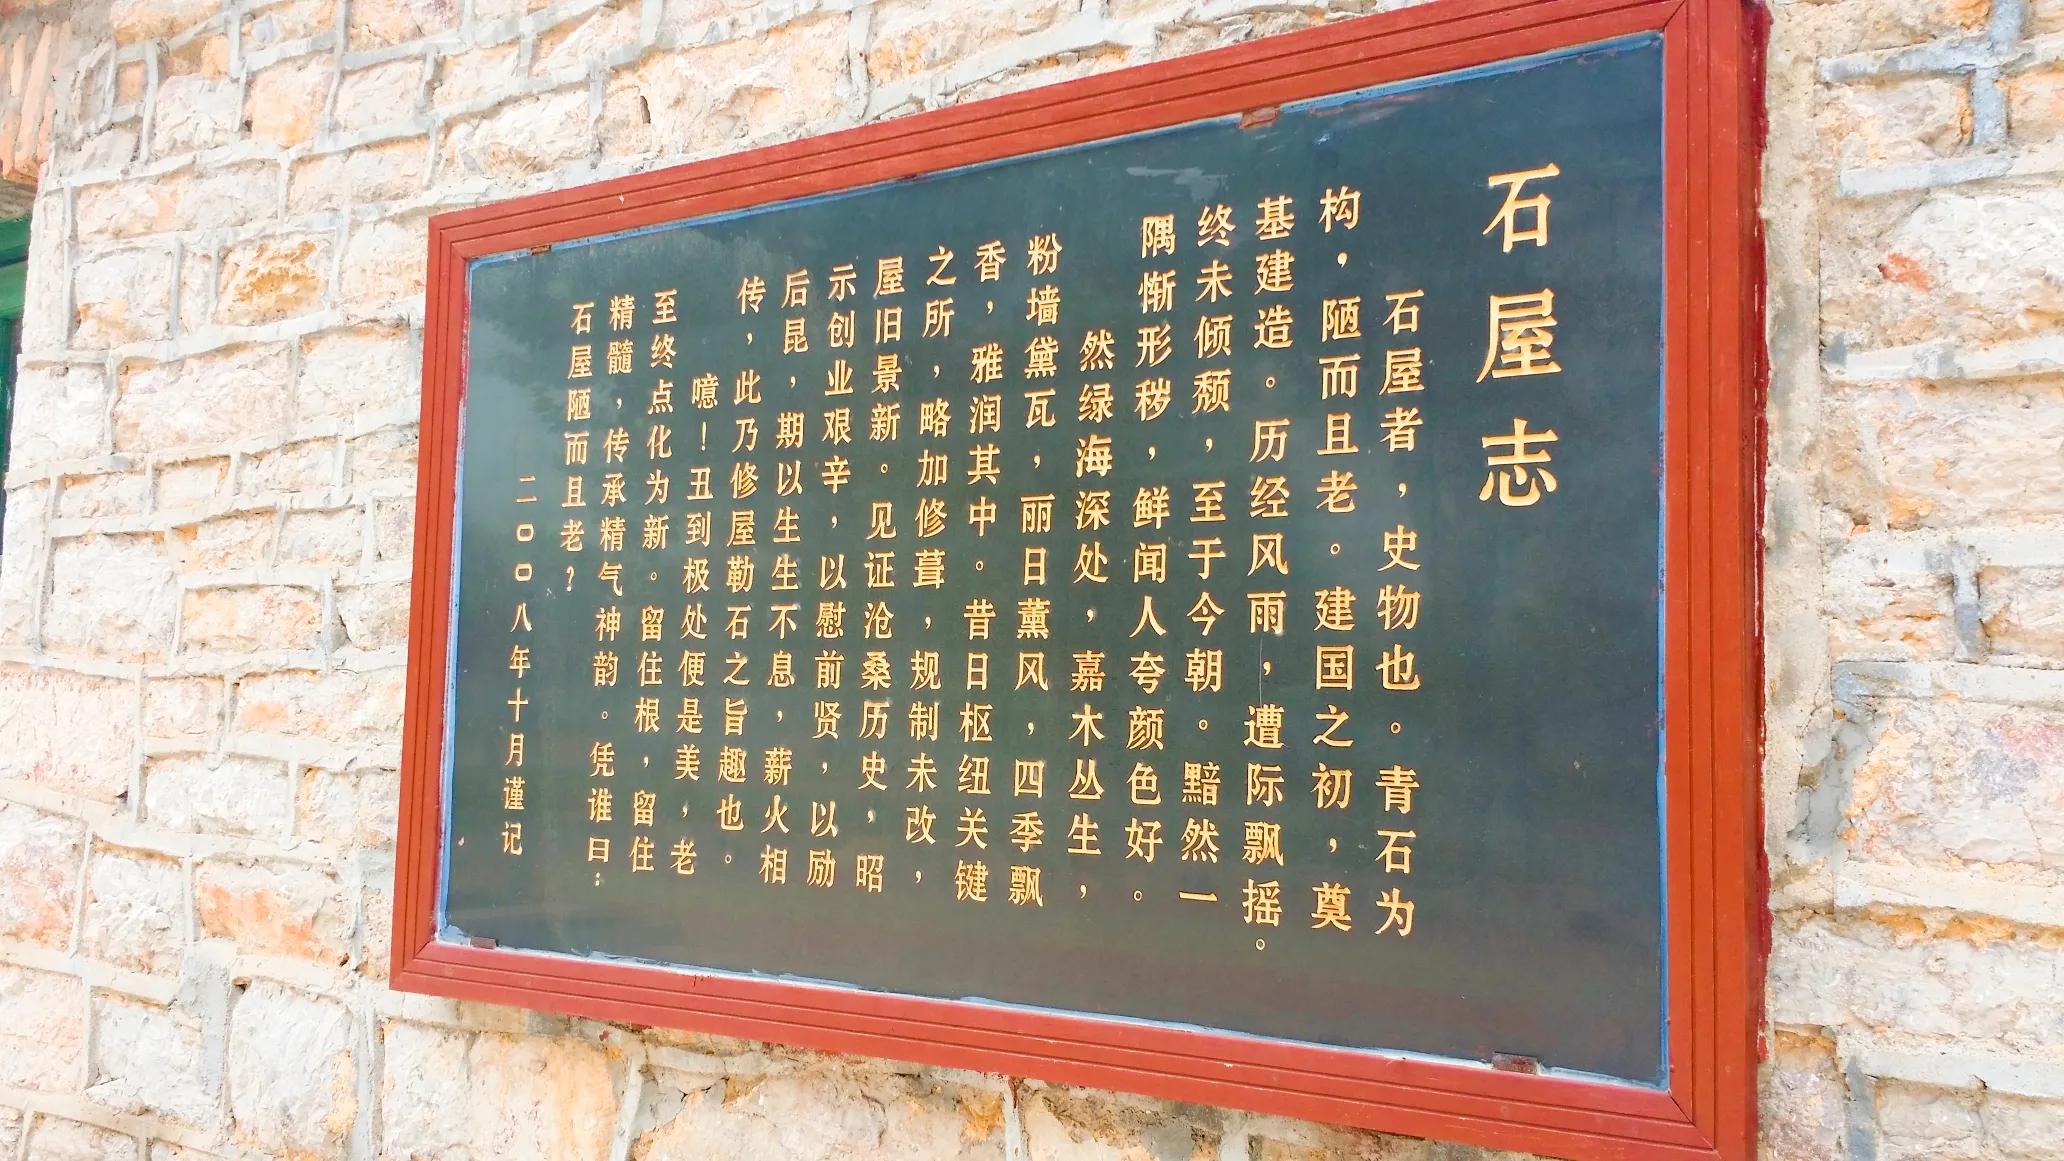 石屋志
石屋者，史物也。青石为
构，陋而且老。建国之初，奠
基建造。历经风雨，遭际飘摇。
终未倾颓，至于今朝。黯然一
隅惭形秽，鲜闻人夸颜色好。
然绿海深处，嘉木丛生，
粉墙黛瓦，丽日薰风，四季飘
香，雅润其中。昔日枢纽关键
之所，略加修葺，规制未改，
屋旧景新。见证沧桑历史，昭
示创业艰辛，以慰前贤，以励
后昆，期以生生不息，薪火相
传，此乃修屋勒石之旨趣也。
噫！丑到极处便是美，老
至终点化为新。留住根，留住
精髓，传承精气神韵。凭谁曰：
石屋陋而且老？
二〇〇八年十月谨记